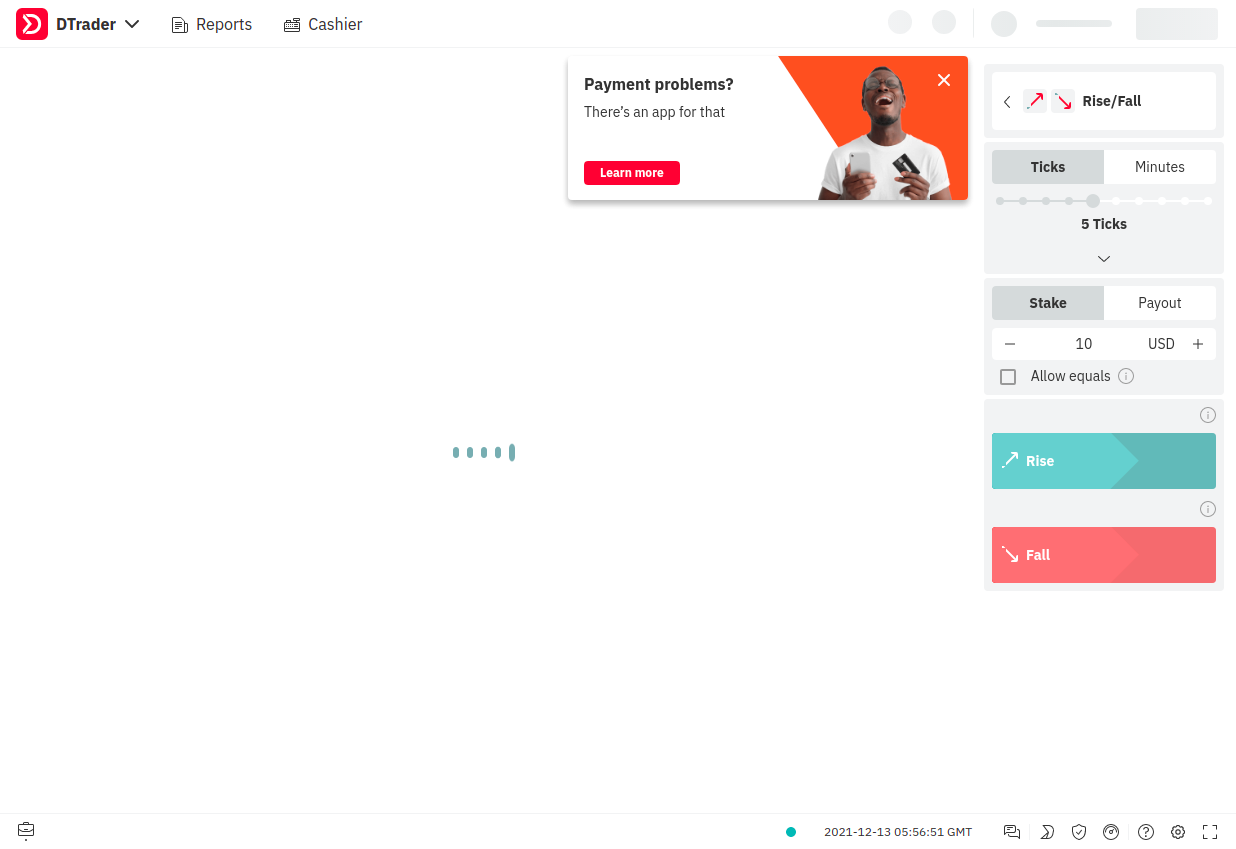 DTrader
Reports
Cashier
Payment problems?
There's an app for that
Learn more
Rise/Fall
Ticks
Minutes
5 Ticks
Stake
Payout
10
USD
Allow equals
Rise
Fall
2021-12-13 05:56:51 GMT